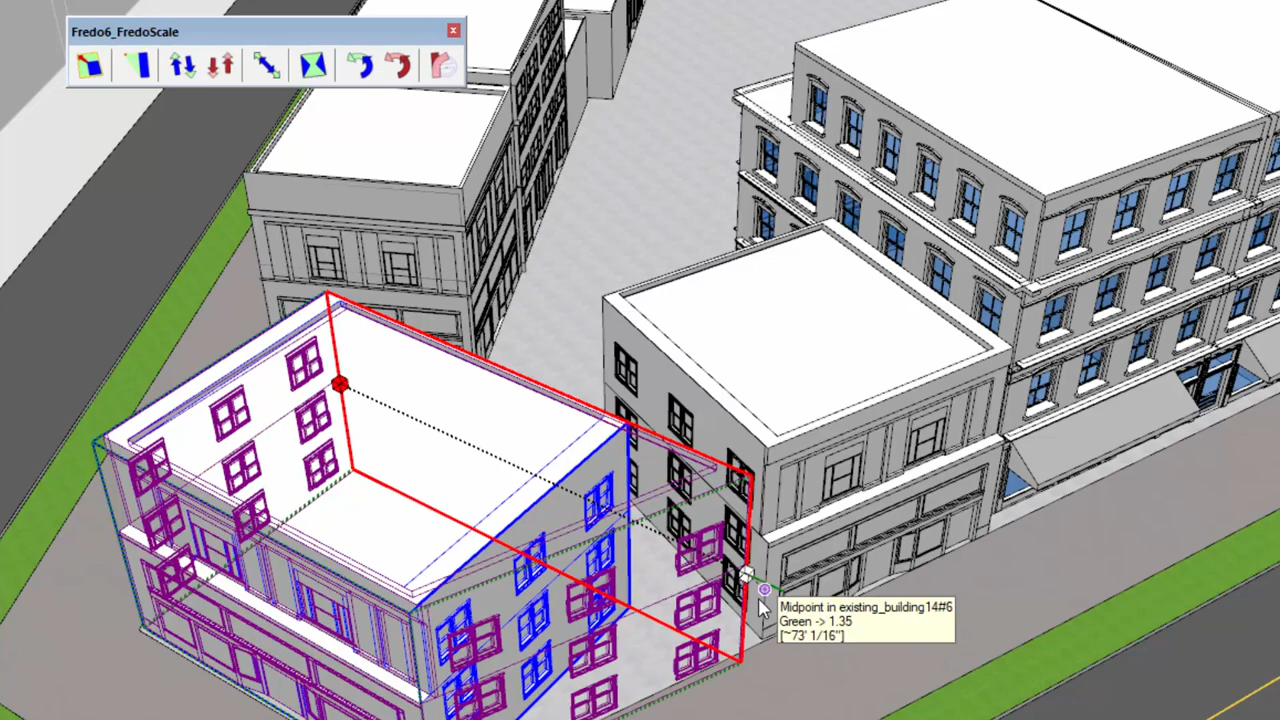 Fredo6_FredoScale
Midpoint in existing_building14#6
Green -> 1.35
[~73' 1/16"]